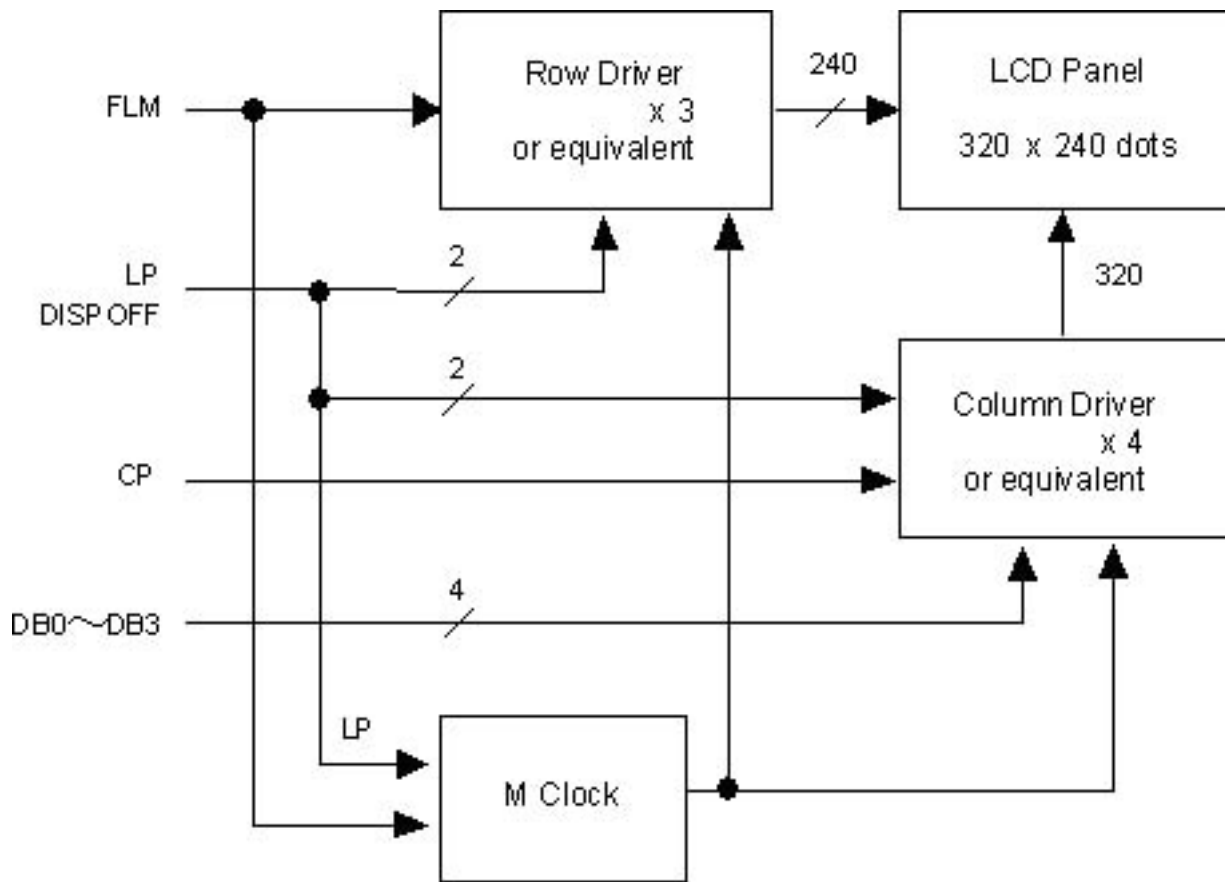 FLM
Row Driver
x 3
or equivalent
240
LCD Panel
320 x 240 dots
LP
DISP OFF
2
320
2
Column Driver
x 4
or equivalent
CP
4
DB0～DB3
LP
M Clock